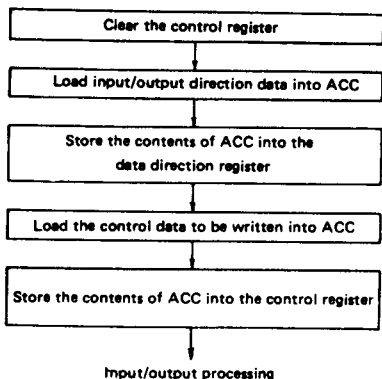 Clear the control register
Load input/output direction data into ACC
Store the contents of ACC into the
data direction register
Load the control data to be written into ACC
Store the contents of ACC into the control register
Input/output processing